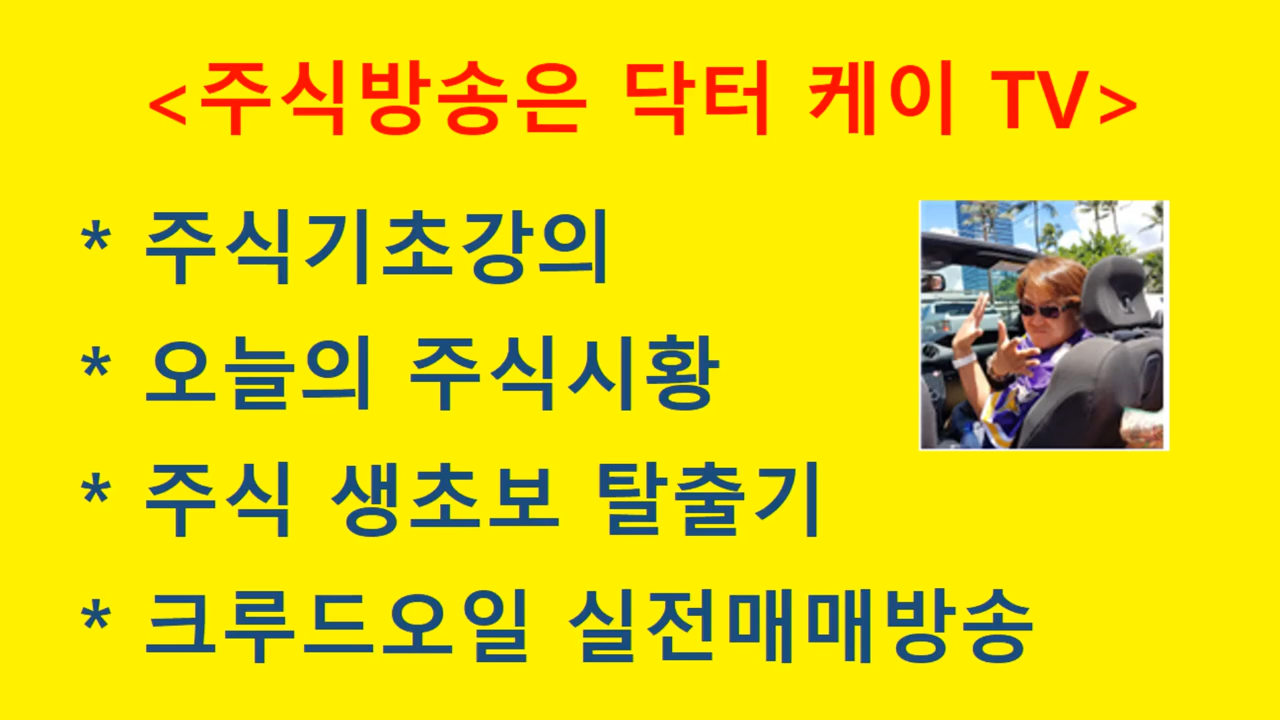 <주식방송은 닥터 케이 TV>
* 주식기초강의
* 오늘의 주식시황
* 주식 생초보 탈출기
* 크루드오일 실전매매방송